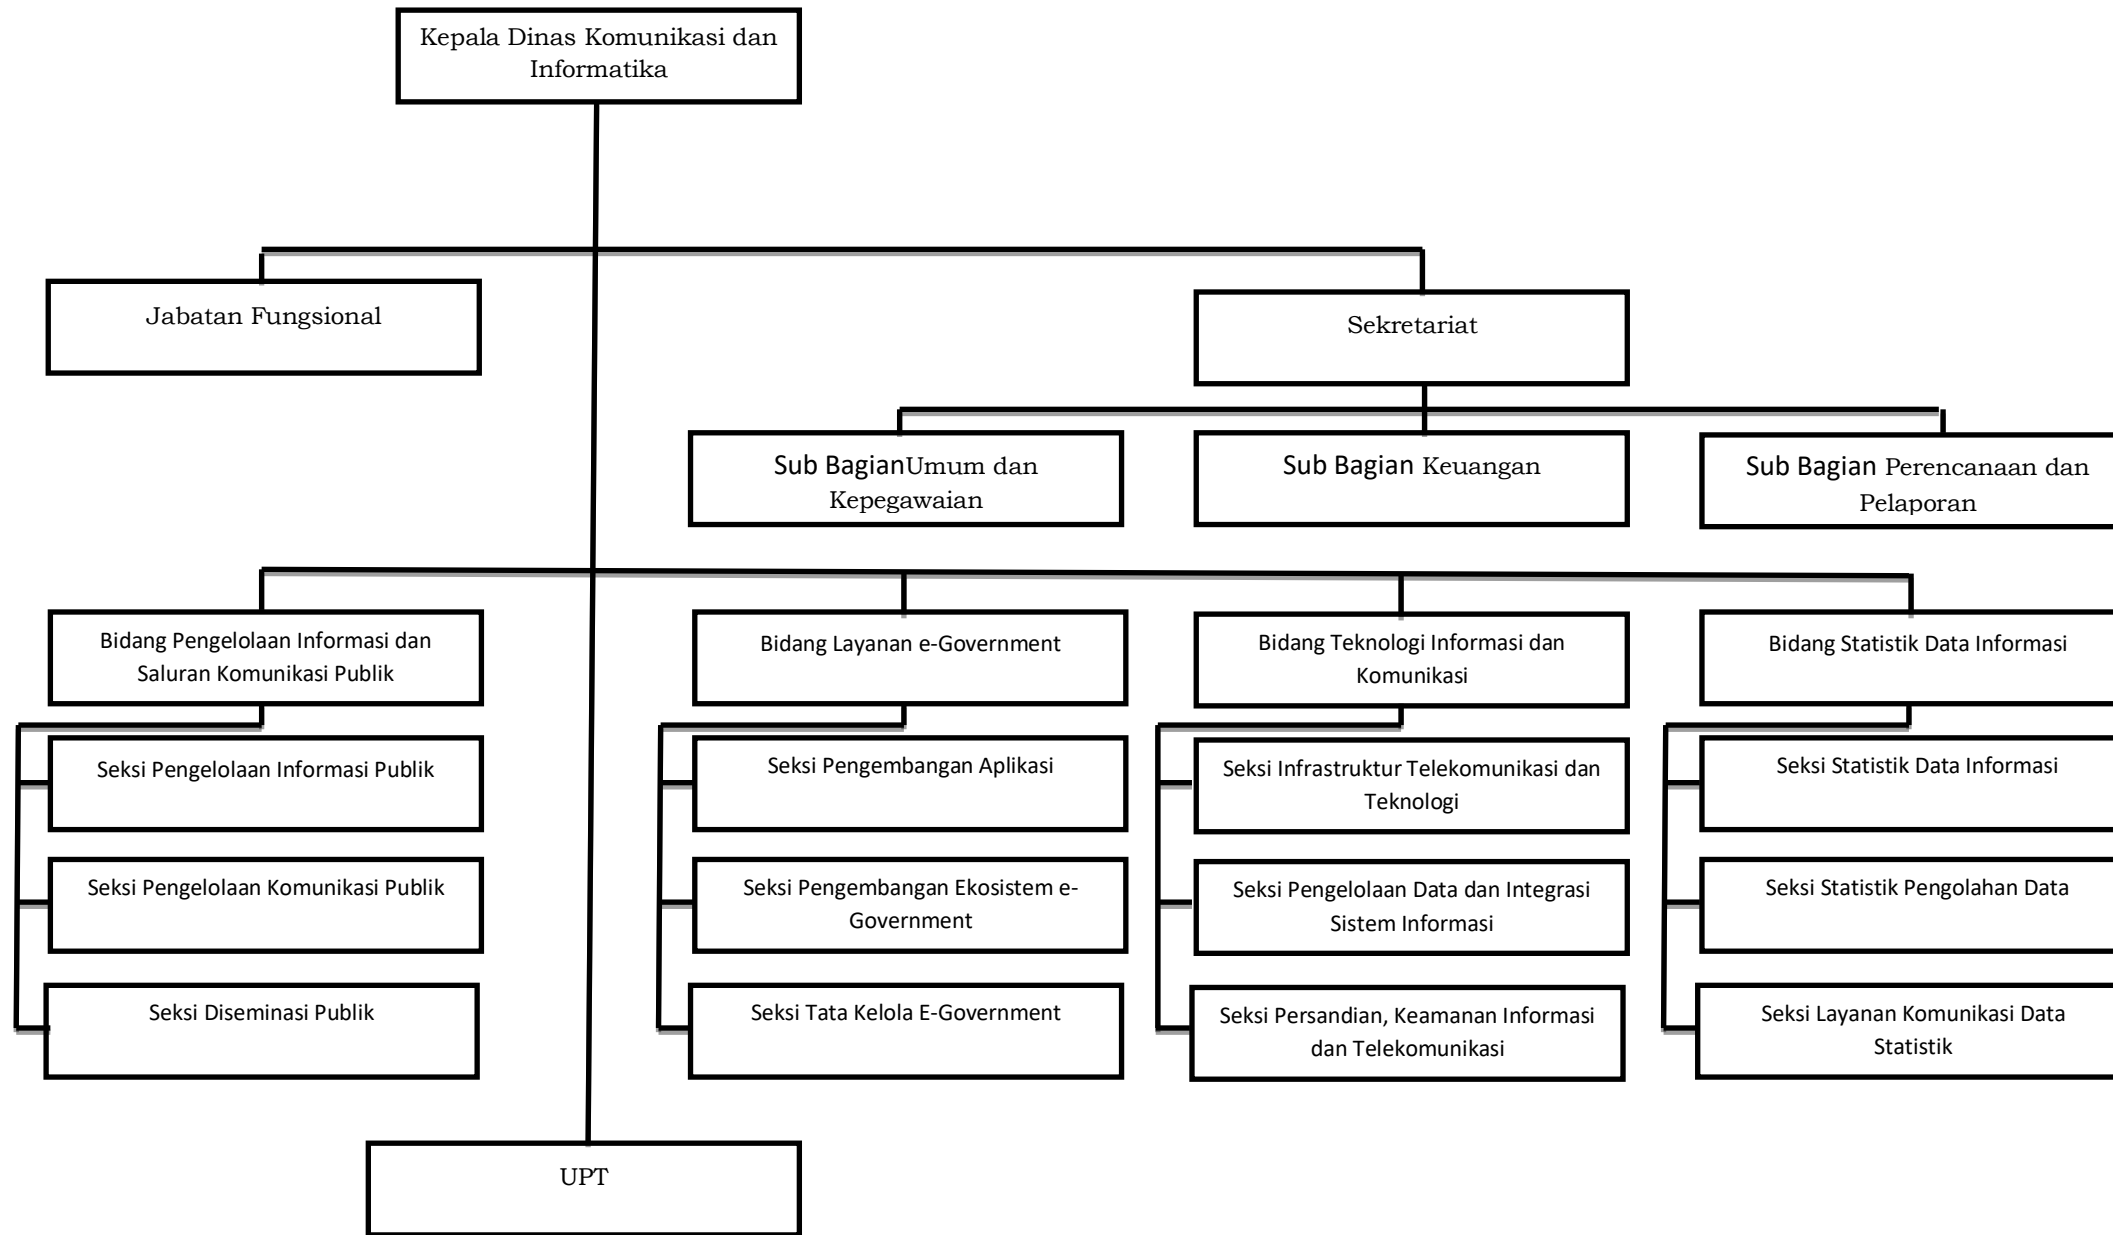 Kepala Dinas Komunikasi dan
Informatika
Jabatan Fungsional
Sekretariat
Sub BagianUmum dan
Kepegawaian
Sub Bagian Keuangan
Sub Bagian Perencanaan dan
Pelaporan
Bidang Pengelolaan Informasi dan
Saluran Komunikasi Publik
Bidang Layanan e-Government
Bidang Teknologi Informasi dan
Komunikasi
Bidang Statistik Data Informasi
Seksi Pengelolaan Informasi Publik
Seksi Pengembangan Aplikasi
Seksi Infrastruktur Telekomunikasi dan
Teknologi
Seksi Statistik Data Informasi
Seksi Pengelolaan Komunikasi Publik
Seksi Pengembangan Ekosistem e-
Government
Seksi Pengelolaan Data dan Integrasi
Sistem Informasi
Seksi Statistik Pengolahan Data
Seksi Diseminasi Publik
Seksi Tata Kelola E-Government
Seksi Persandian, Keamanan Informasi
dan Telekomunikasi
Seksi Layanan Komunikasi Data
Statistik
UPT